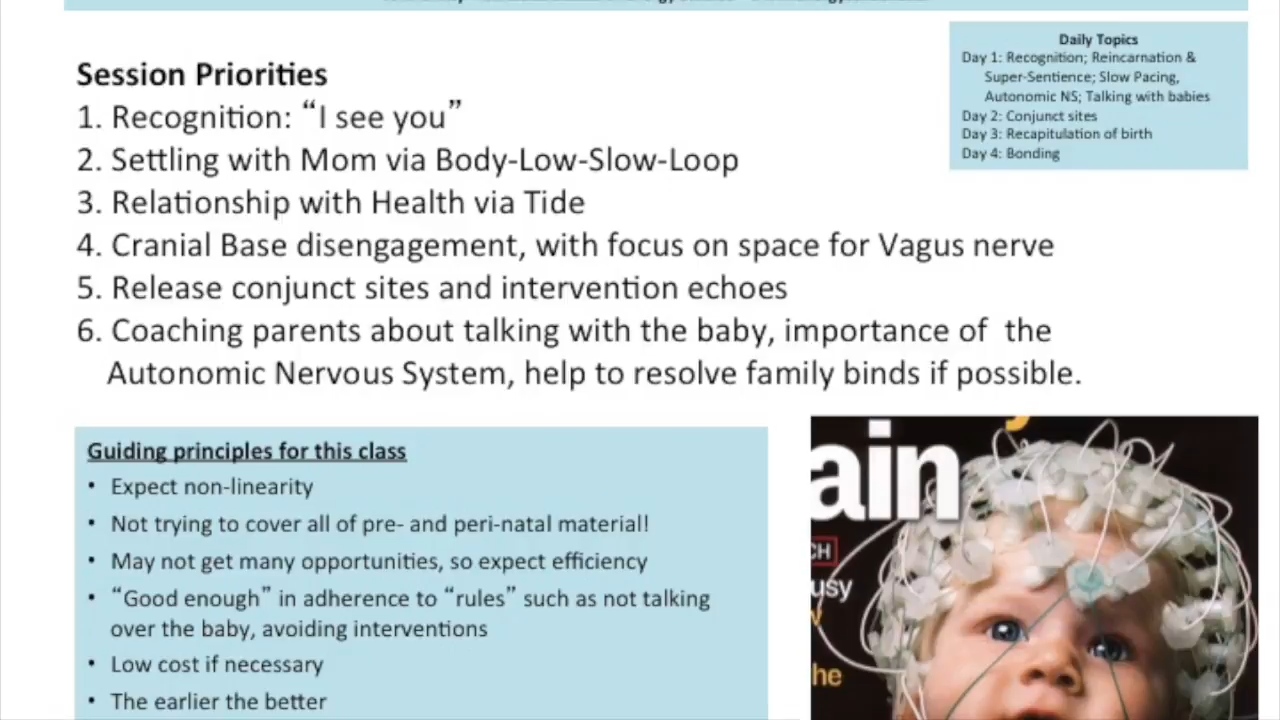 Session Priorities
1. Recognition: “I see you”
2. Settling with Mom via Body-Low-Slow-Loop
3. Relationship with Health via Tide
4. Cranial Base disengagement, with focus on space for Vagus nerve
5. Release conjunct sites and intervention echoes
6. Coaching parents about talking with the baby, importance of  the
Autonomic Nervous System, help to resolve family binds if possible.
Daily Topics
Day 1: Recognition; Reincarnation &
Super-Sentience; Slow Pacing,
Autonomic NS; Talking with babies
Day 2: Conjunct sites
Day 3: Recapitulation of birth
Day 4: Bonding
Guiding principles for this class
• Expect non-linearity
• Not trying to cover all of pre- and peri-natal material!
• May not get many opportunities, so expect efficiency
• “Good enough” in adherence to “rules” such as not talking
over the baby, avoiding interventions
• Low cost if necessary
• The earlier the better
ain
CH
usy
he